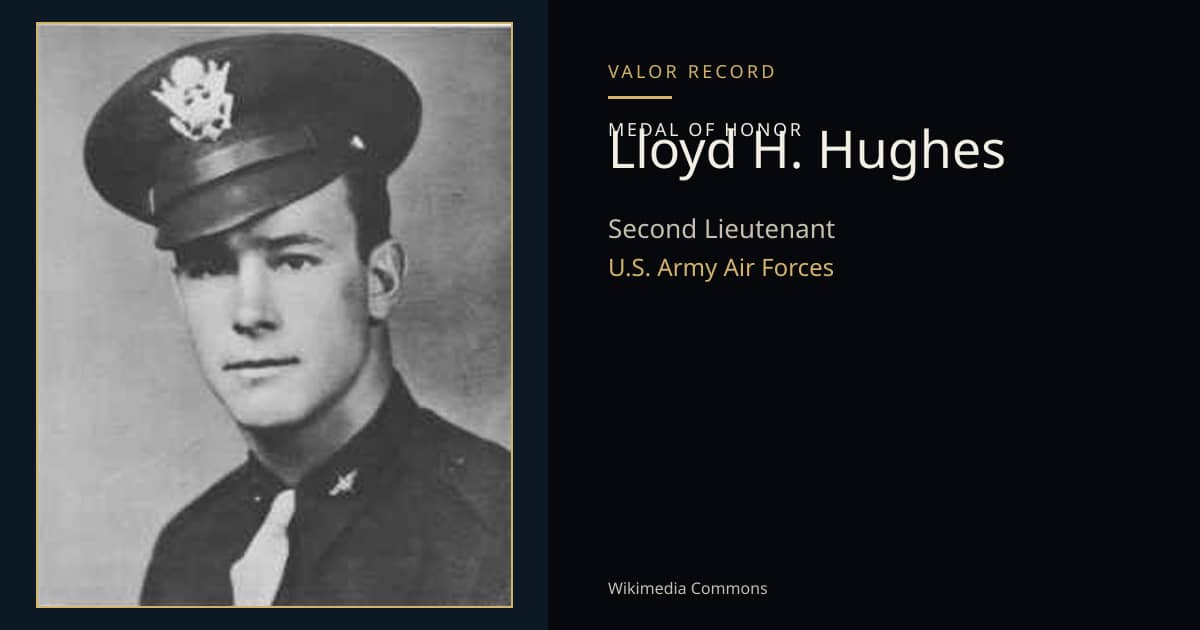 VALOR RECORD
MEDAL OF HONOR
Lloyd H. Hughes
Second Lieutenant
U.S. Army Air Forces
Wikimedia Commons